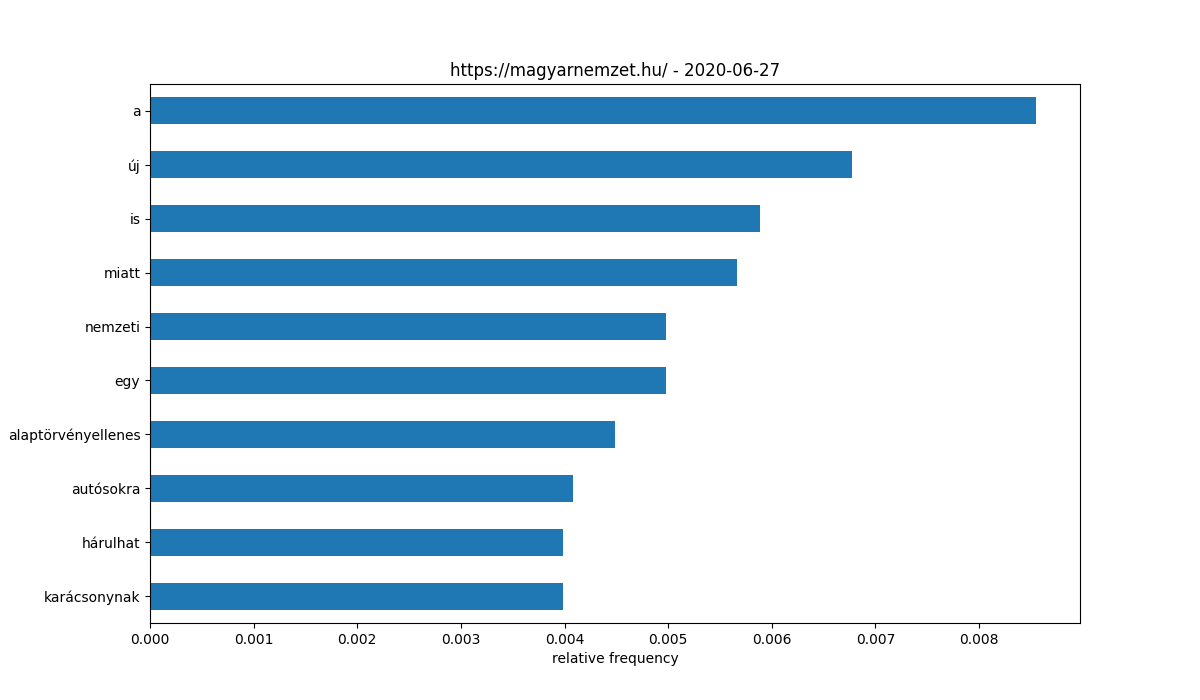 https://magyarnemzet.hu/ - 2020-06-27
a
új
is
miatt
nemzeti
egy
alaptörvényellenes
autósokra
hárulhat
karácsonynak
0.000 0.001 0.002 0.003 0.004 0.005 0.006 0.007 0.008
relative frequency